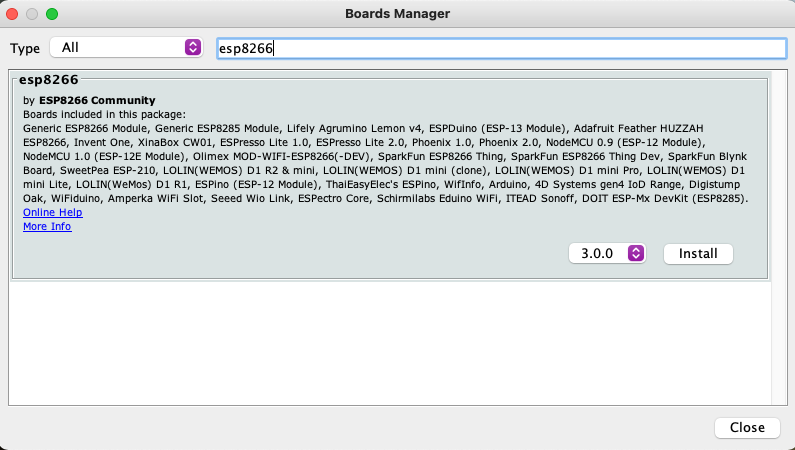 Boards Manager
Type All esp8266
esp8266
by ESP8266 Community
Boards included in this package:
Generic ESP8266 Module, Generic ESP8285 Module, Lifely Agrumino Lemon v4, ESPDuino (ESP-13 Module), Adafruit Feather HUZZAH
ESP8266, Invent One, XinaBox CW01, ESPresso Lite 1.0, ESPresso Lite 2.0, Phoenix 1.0, Phoenix 2.0, NodeMCU 0.9 (ESP-12 Module),
NodeMCU 1.0 (ESP-12E Module), Olimex MOD-WIFI-ESP8266(-DEV), SparkFun ESP8266 Thing, SparkFun ESP8266 Thing Dev, SparkFun Blynk
Board, SweetPea ESP-210, LOLIN(WEMOS) D1 R2 & mini, LOLIN(WEMOS) D1 mini (clone), LOLIN(WEMOS) D1 mini Pro, LOLIN(WEMOS) D1
mini Lite, LOLIN(WeMos) D1 R1, ESPino (ESP-12 Module), ThaiEasyElec's ESPino, WifInfo, Arduino, 4D Systems gen4 IoD Range, Digistump
Oak, WiFiduino, Amperka WiFi Slot, Seeed Wio Link, ESPectro Core, Schirmilabs Eduino WiFi, ITEAD Sonoff, DOIT ESP-Mx DevKit (ESP8285).
Online Help
More Info
3.0.0 Install
Close